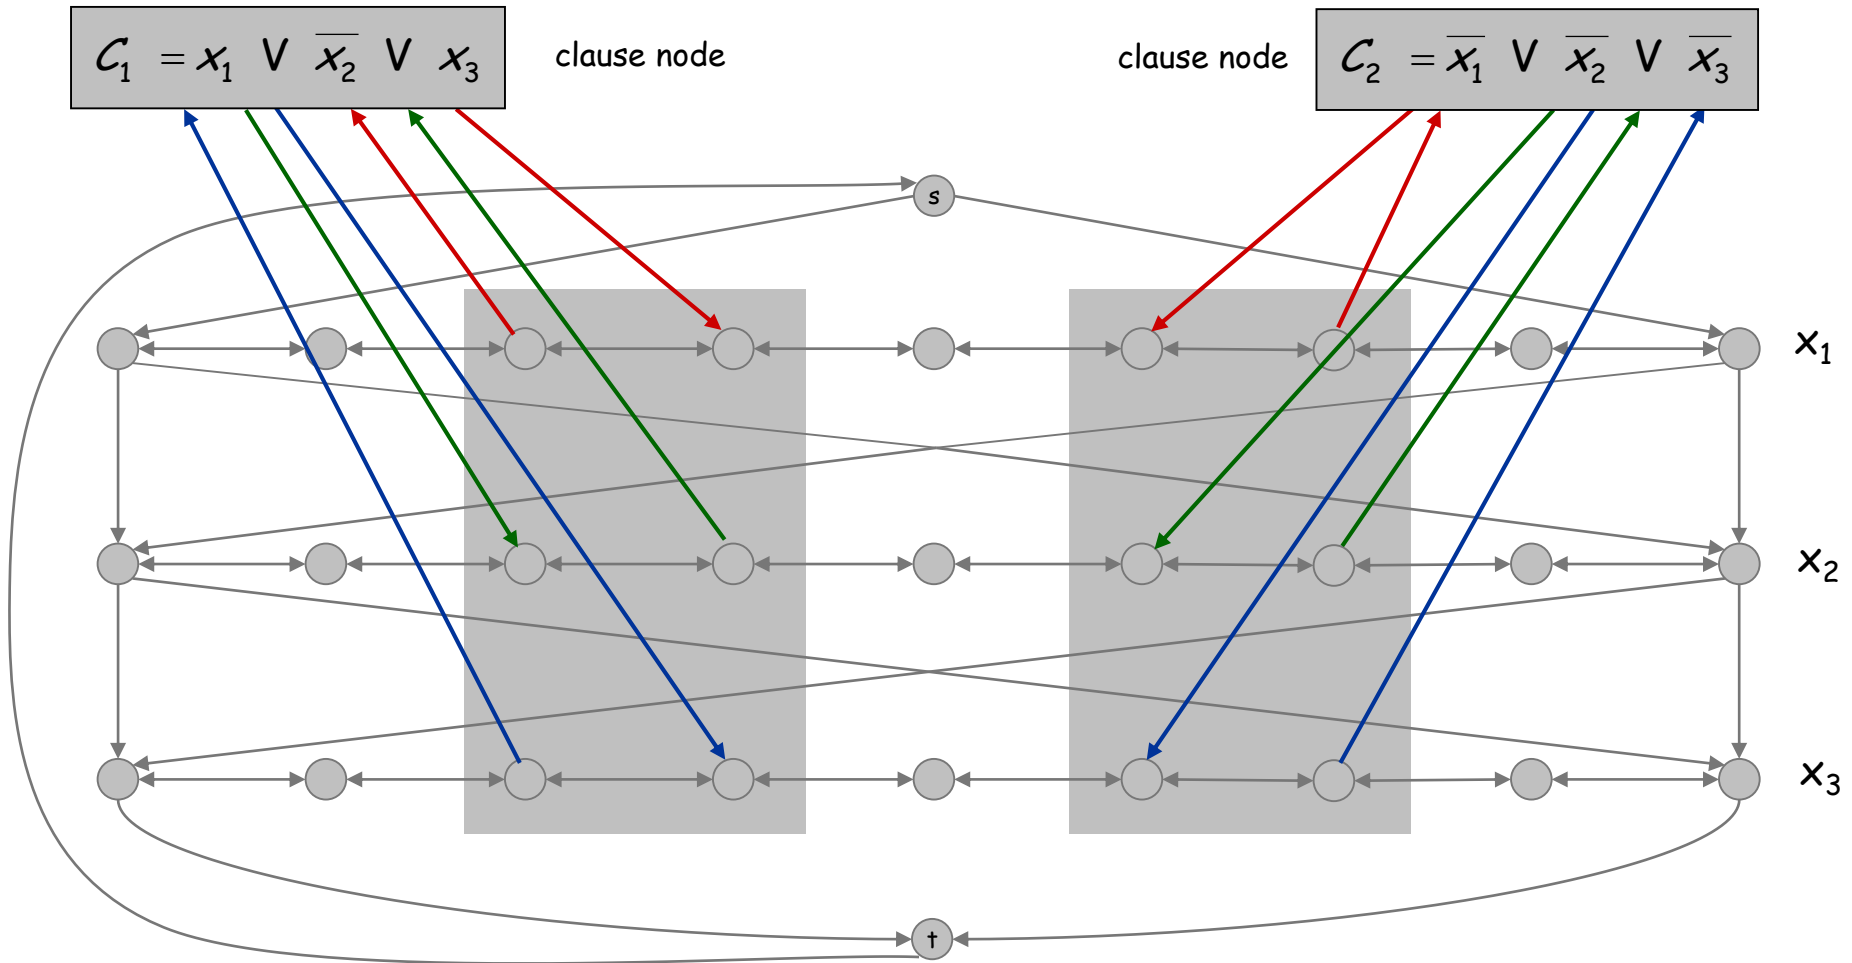 C₁ = x₁ V x̅₂ V x₃
clause node
clause node
C₂ = x̅₁ V x̅₂ V x̅₃
s
x₁
x₂
x₃
t